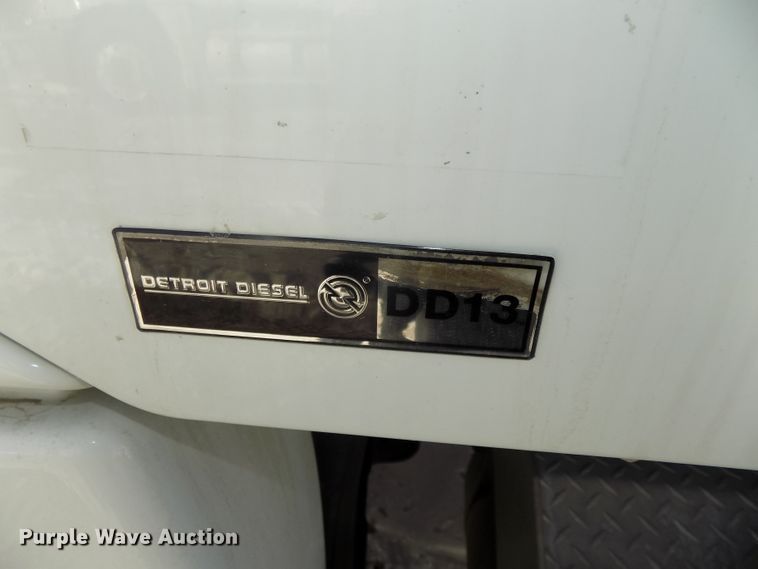 DETROIT DIESEL ® DD13
Purple Wave Auction